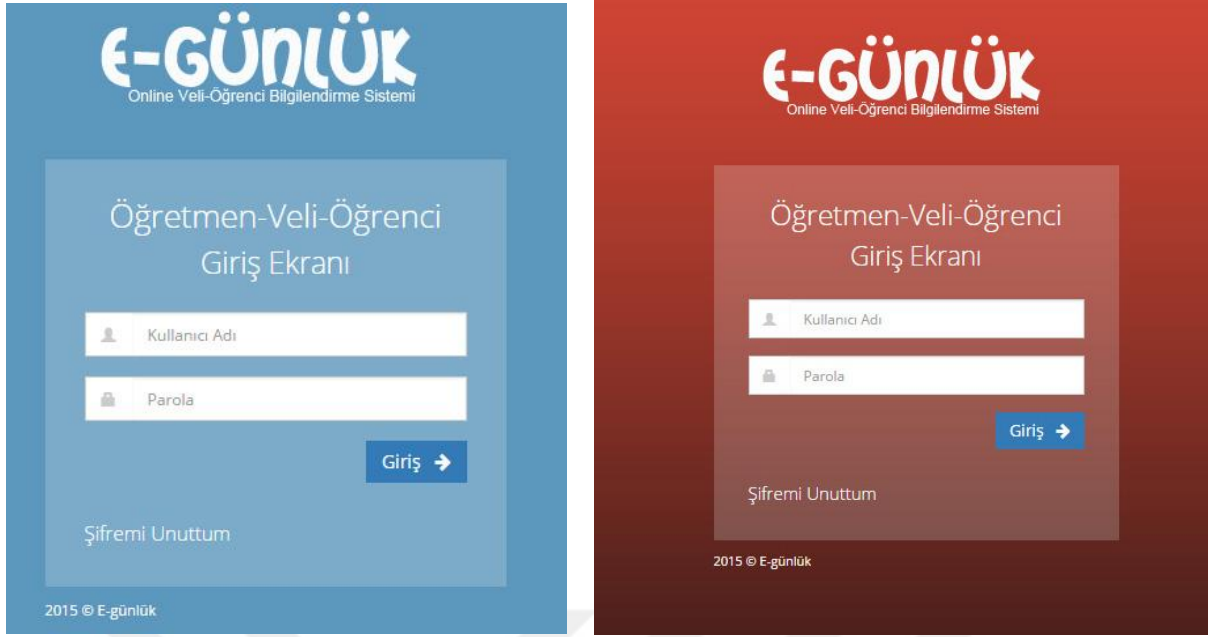 E-GÜNLÜK
Online Veli-Öğrenci Bilgilendirme Sistemi
Öğretmen-Veli-Öğrenci
Giriş Ekranı
Kullanıcı Adı
Parola
Giriş
Şifremi Unuttum
2015 © E-günlük
E-GÜNLÜK
Online Veli-Öğrenci Bilgilendirme Sistemi
Öğretmen-Veli-Öğrenci
Giriş Ekranı
Kullanıcı Adı
Parola
Giriş
Şifremi Unuttum
2015 © E-günlük